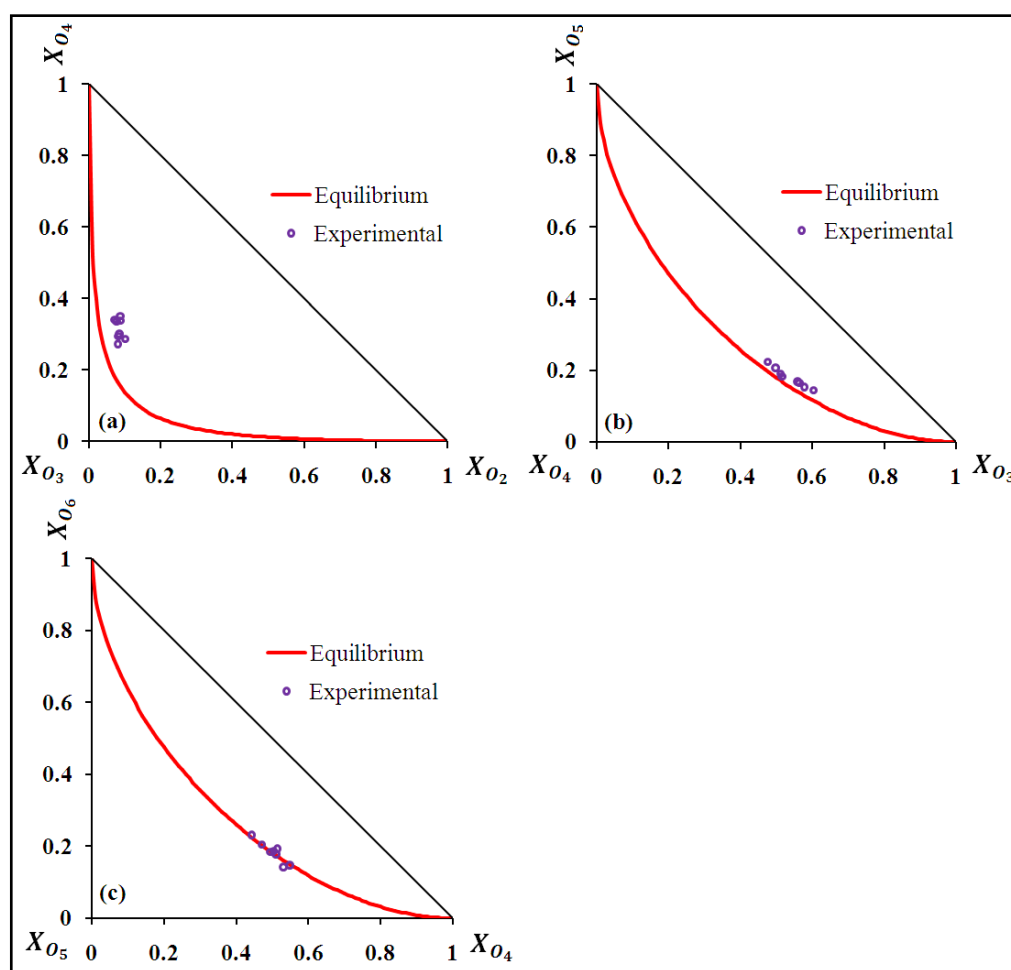 X_{O_4}
1
0.8
0.6
0.4
0.2
0
Equilibrium
Experimental
(a)
X_{O_3} 0 0.2 0.4 0.6 0.8 1 X_{O_2}
X_{O_5}
1
0.8
0.6
0.4
0.2
0
Equilibrium
Experimental
(b)
X_{O_4} 0 0.2 0.4 0.6 0.8 1 X_{O_3}
X_{O_6}
1
0.8
0.6
0.4
0.2
0
Equilibrium
Experimental
(c)
X_{O_5} 0 0.2 0.4 0.6 0.8 1 X_{O_4}